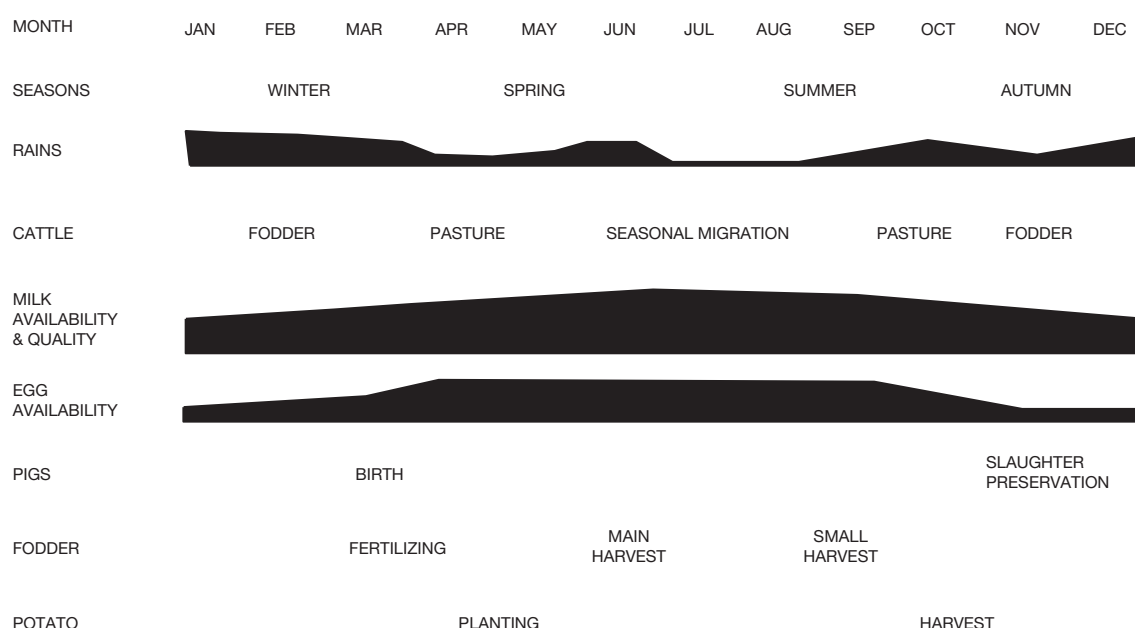 MONTH JAN FEB MAR APR MAY JUN JUL AUG SEP OCT NOV DEC
SEASONS WINTER SPRING SUMMER AUTUMN
RAINS
CATTLE FODDER PASTURE SEASONAL MIGRATION PASTURE FODDER
MILK
AVAILABILITY
& QUALITY
EGG
AVAILABILITY
PIGS BIRTH SLAUGHTER
PRESERVATION
FODDER FERTILIZING MAIN
HARVEST SMALL
HARVEST
POTATO PLANTING HARVEST